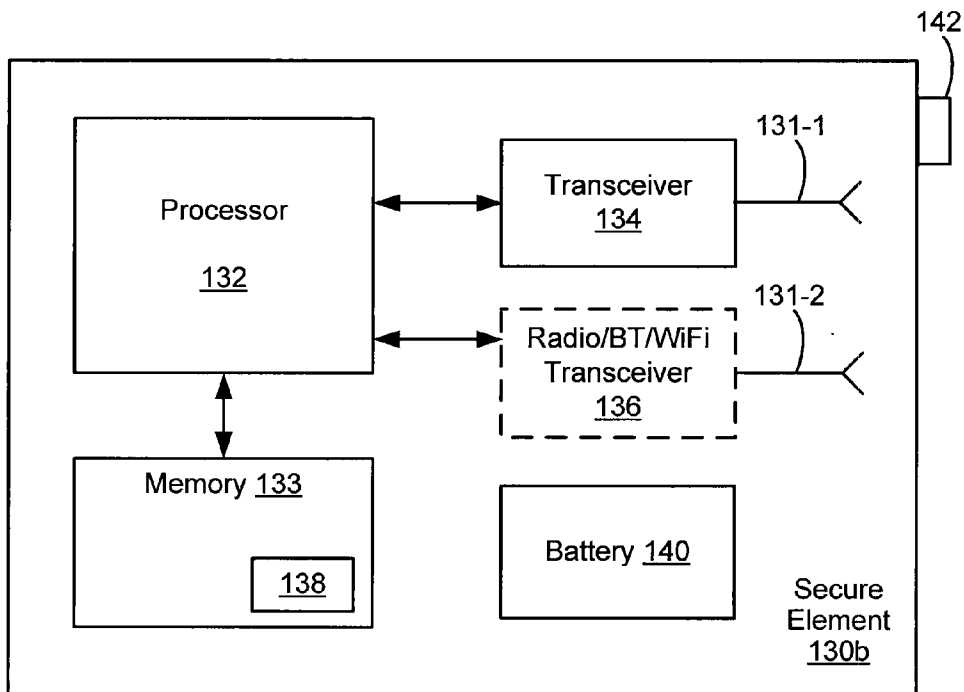 142
131-1
Processor
132
Transceiver
134
131-2
Radio/BT/WiFi
Transceiver
136
Memory 133
138
Battery 140
Secure
Element
130b